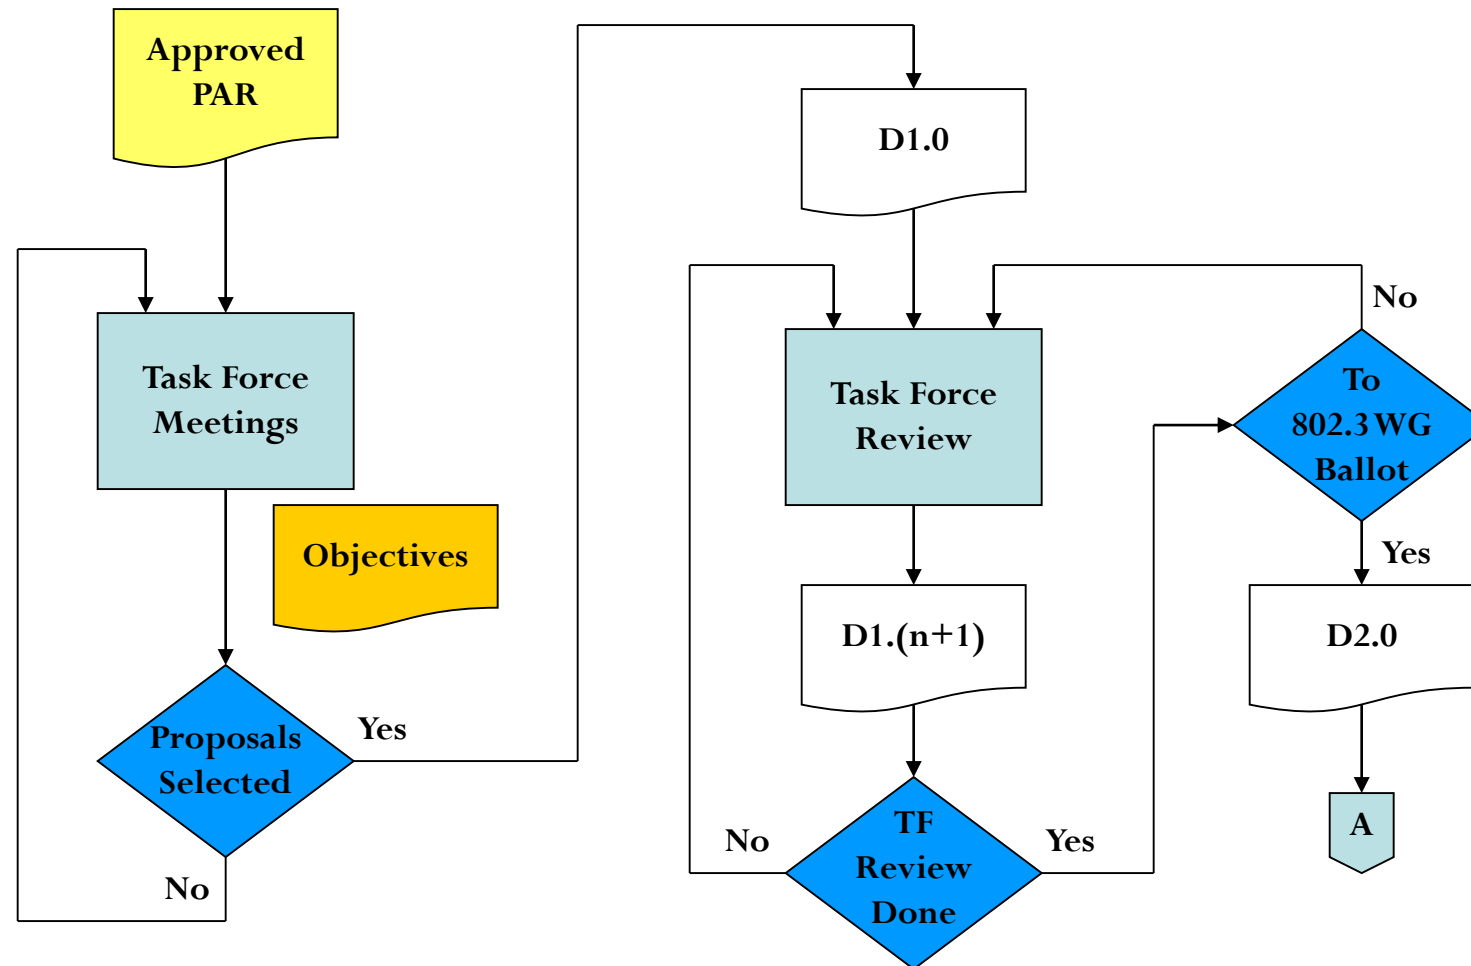 Approved
PAR
Task Force
Meetings
Objectives
Proposals
Selected
Yes
No
D1.0
Task Force
Review
D1.(n+1)
TF
Review
Done
No
Yes
To
802.3 WG
Ballot
No
Yes
D2.0
A